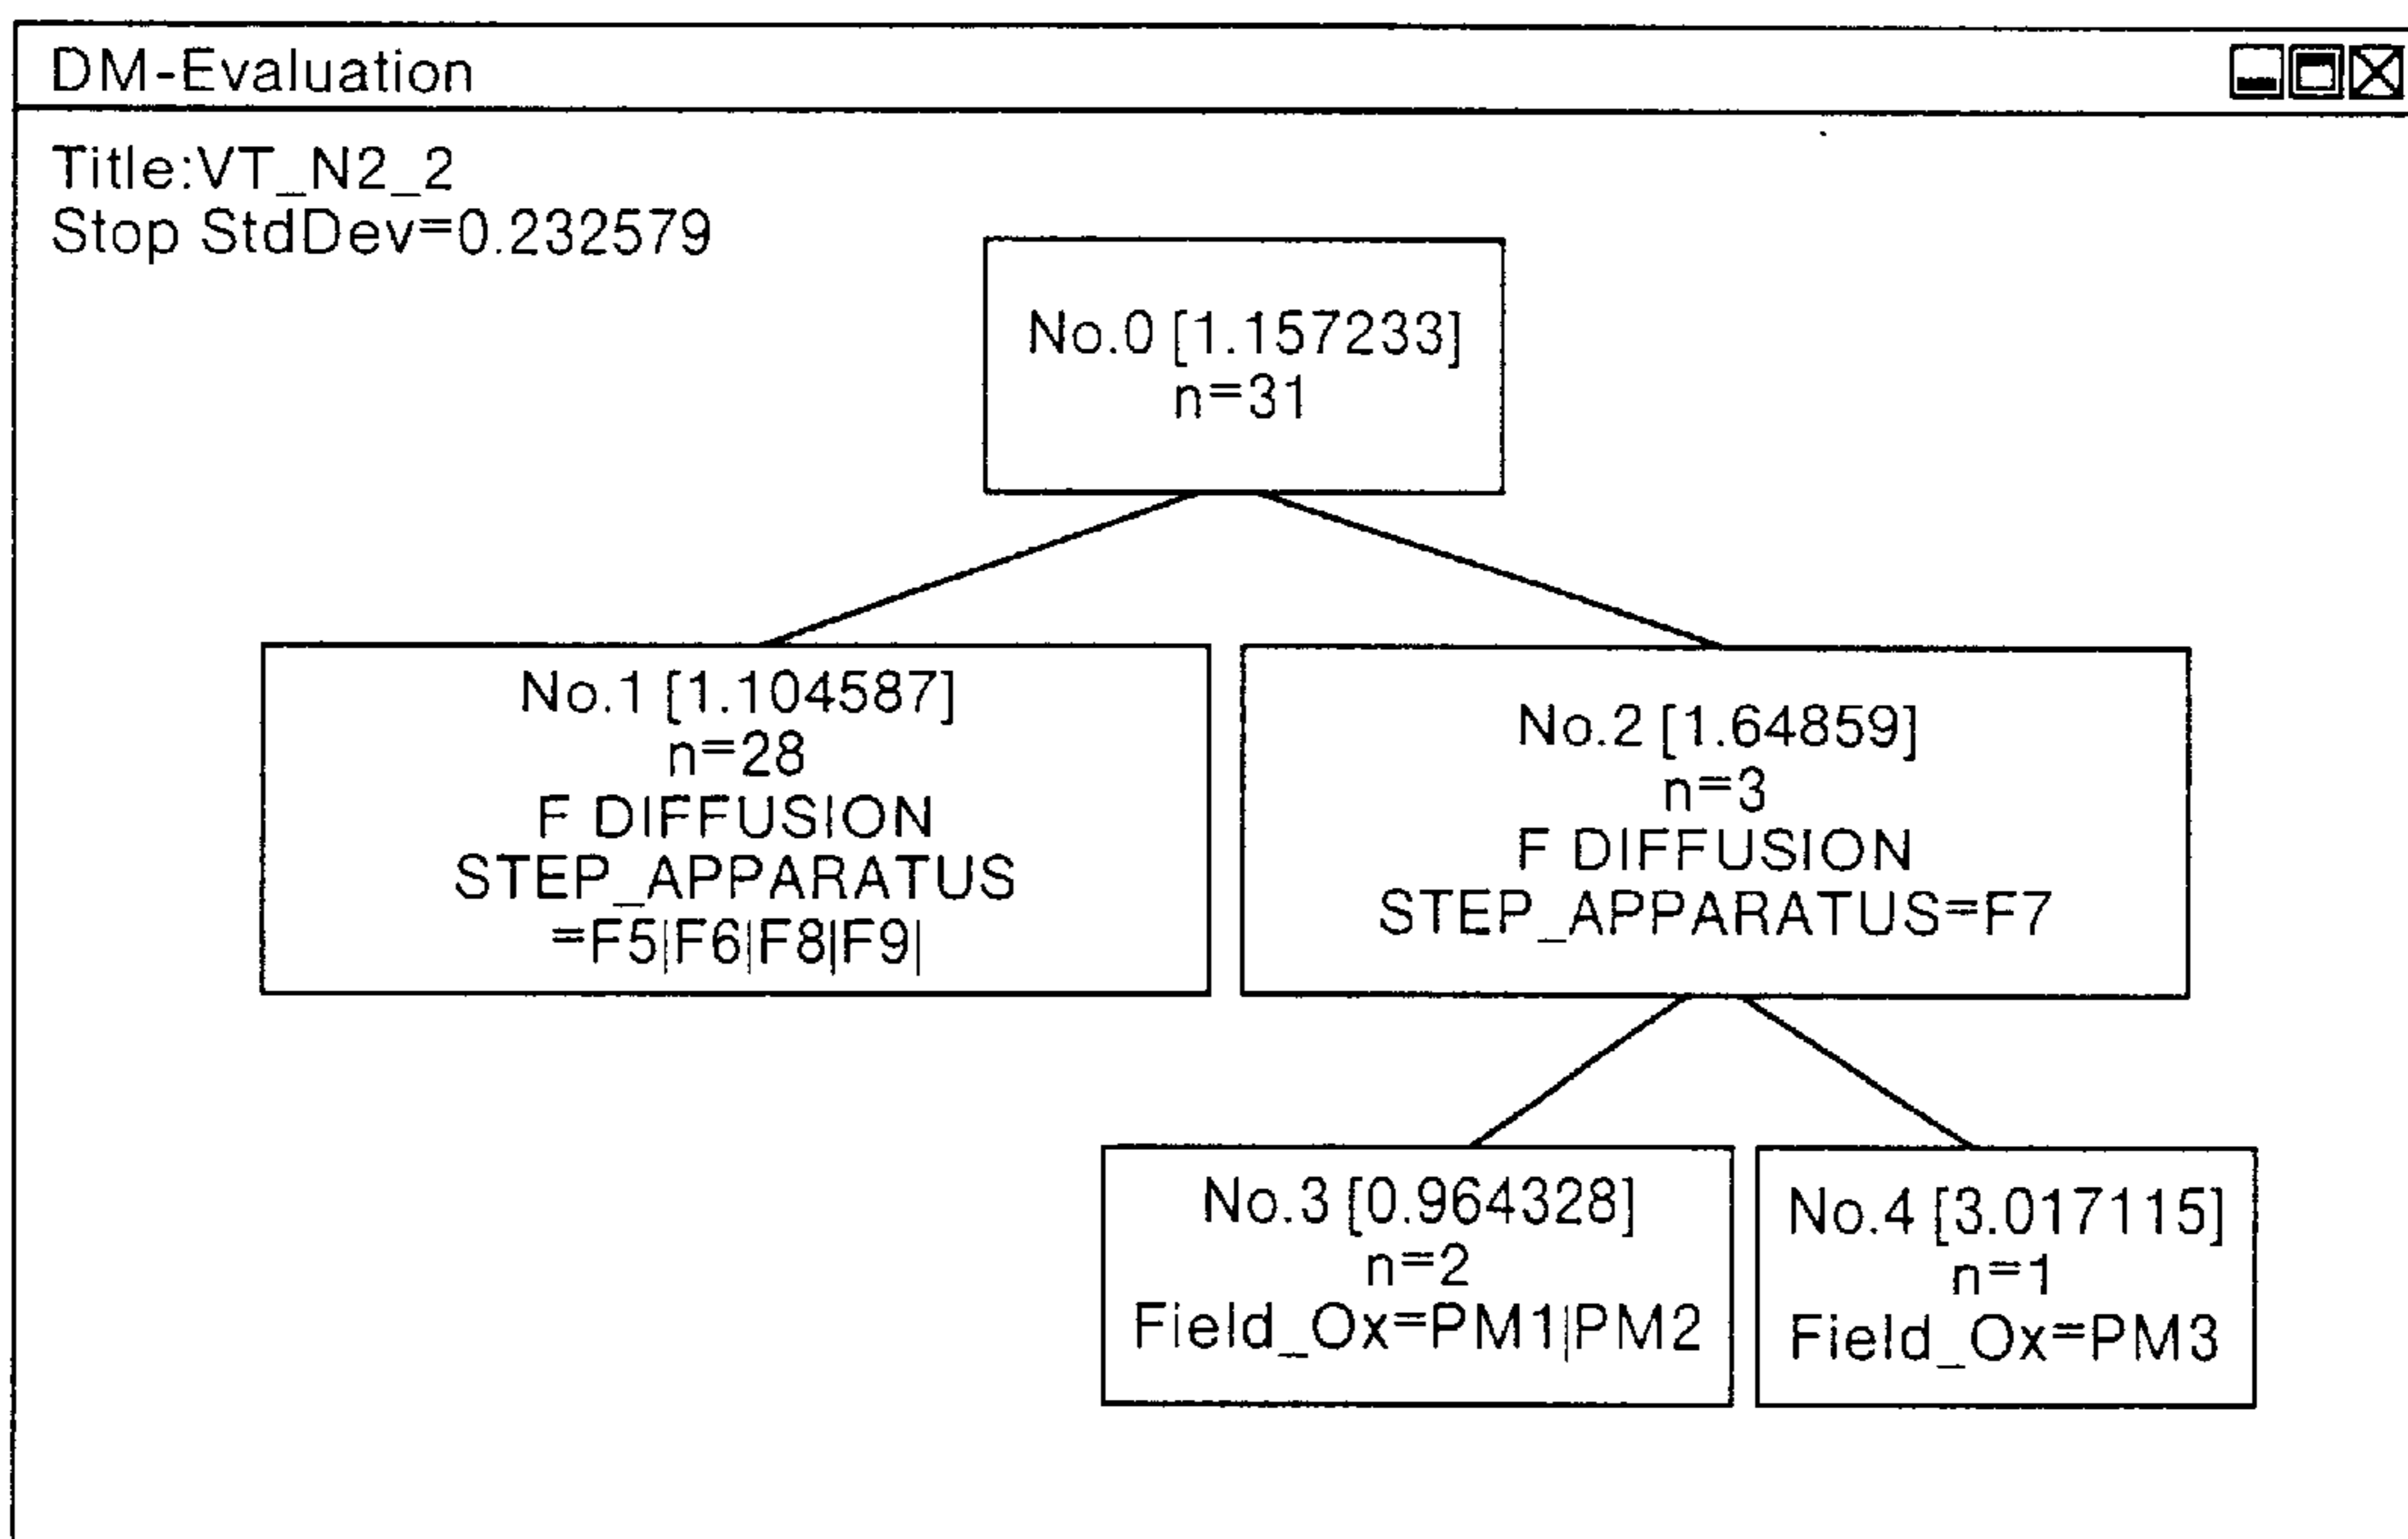 DM-Evaluation
Title:VT_N2_2
Stop StdDev=0.232579
No.0 [1.157233]
n=31
No.1 [1.104587]
n=28
F DIFFUSION
STEP_APPARATUS
=F5|F6|F8|F9|
No.2 [1.64859]
n=3
F DIFFUSION
STEP_APPARATUS=F7
No.3 [0.964328]
n=2
Field_Ox=PM1|PM2
No.4 [3.017115]
n=1
Field_Ox=PM3